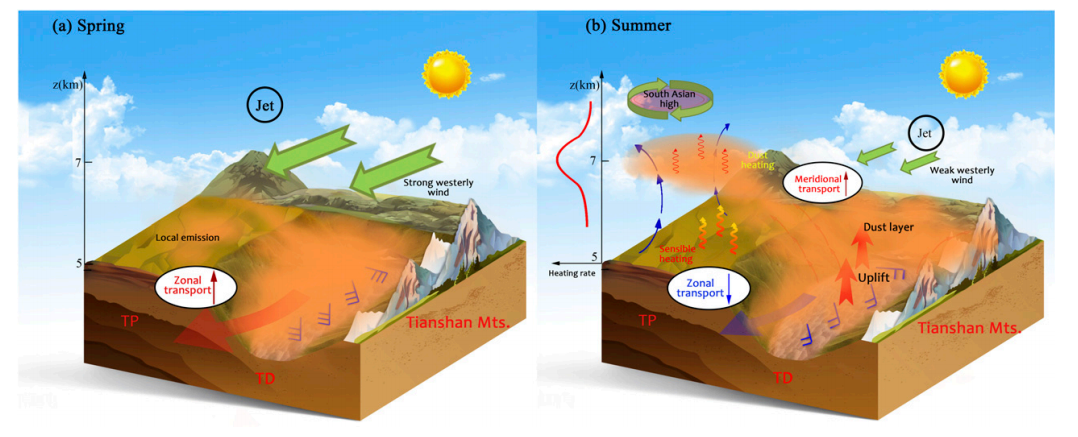 (a) Spring
z(km)
Jet
7
Strong westerly
wind
Local emission
5
Zonal
transport
TP
Tianshan Mts.
TD
(b) Summer
z(km)
South Asian
high
Jet
7
Dust
heating
Meridional
transport
Weak westerly
wind
Dust layer
Sensible
heating
5
Heating rate
Zonal
transport
Uplift
TP
Tianshan Mts.
TD